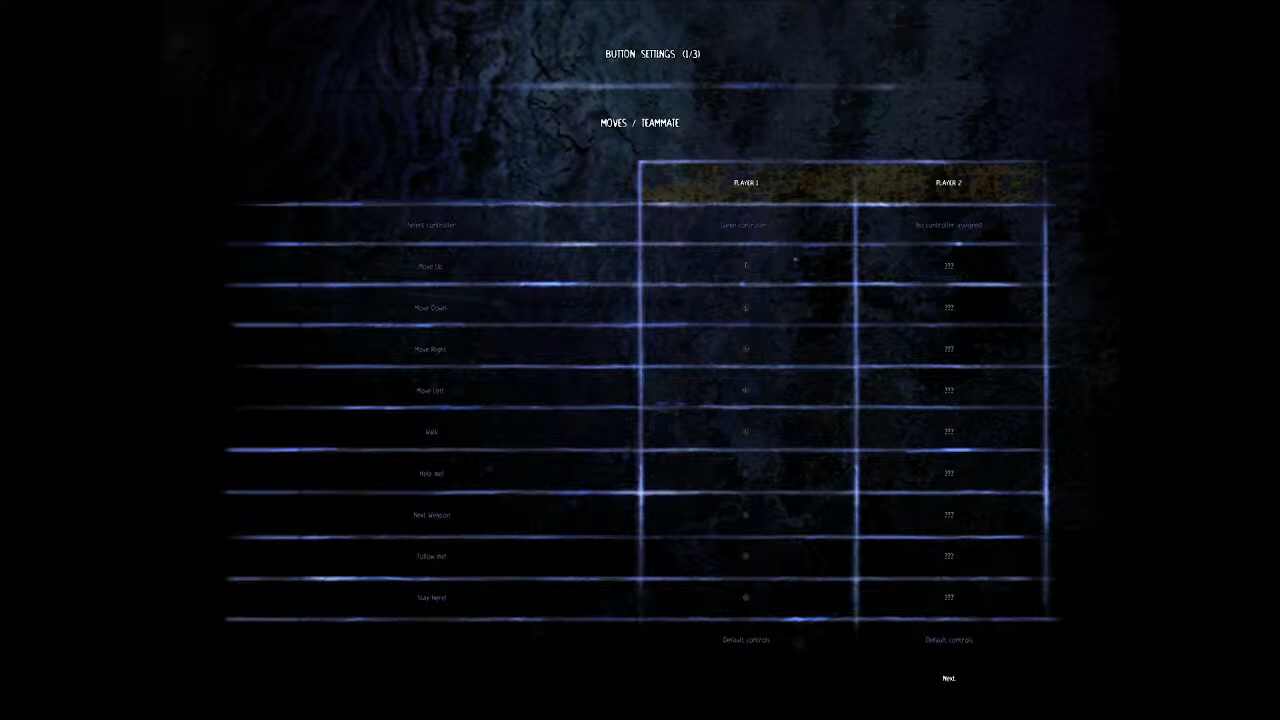 BUTTON SETTINGS (1/3)
MOVES / TEAMMATE
PLAYER 1 PLAYER 2
Select controller Game controller No controller assigned
Move Up ???
Move Down ???
Move Right ???
Move Left ???
Walk ???
Help me! ???
Next Weapon ???
Follow me! ???
Stay here! ???
Default controls Default controls
Next